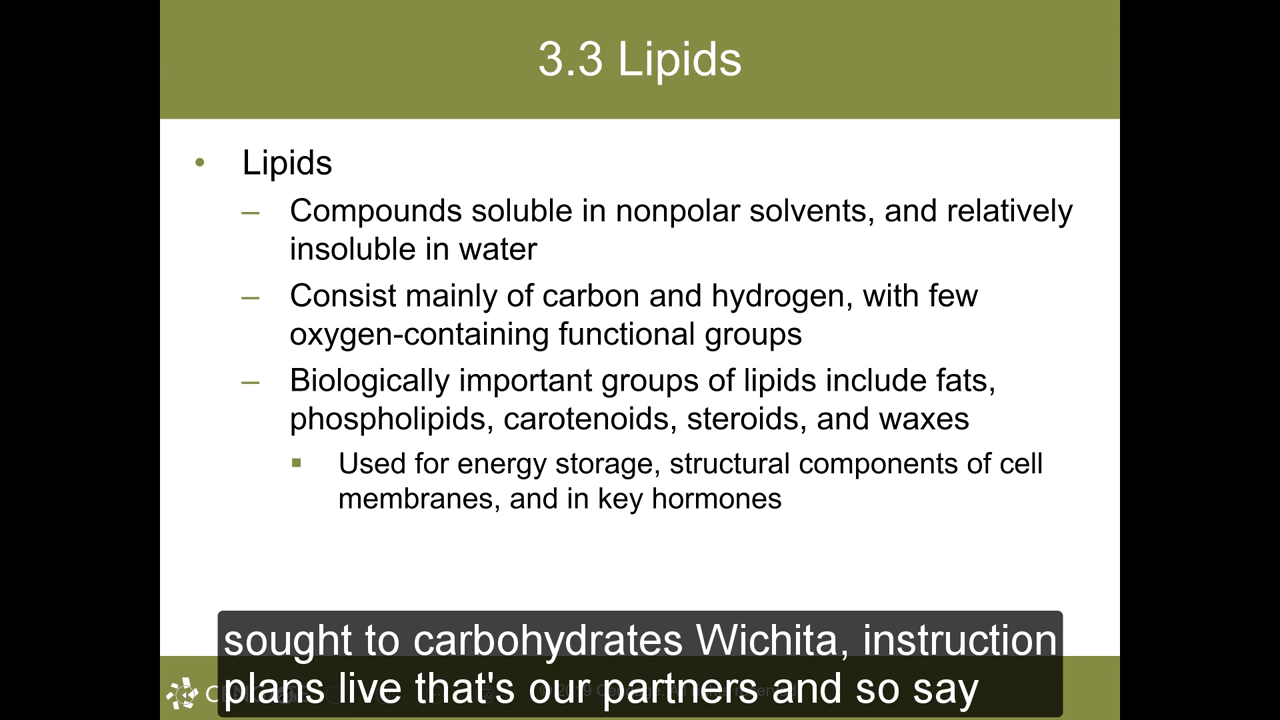 3.3 Lipids
• Lipids
– Compounds soluble in nonpolar solvents, and relatively
insoluble in water
– Consist mainly of carbon and hydrogen, with few
oxygen-containing functional groups
– Biologically important groups of lipids include fats,
phospholipids, carotenoids, steroids, and waxes
▪ Used for energy storage, structural components of cell
membranes, and in key hormones
sought to carbohydrates Wichita, instruction
plans live that's our partners and so say